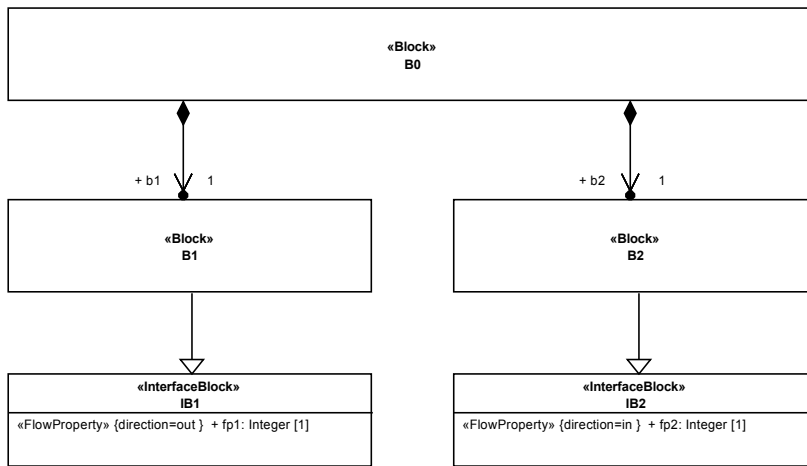 «Block»
B0
+ b1 1
+ b2 1
«Block»
B1
«Block»
B2
«InterfaceBlock»
IB1
«FlowProperty» {direction=out } + fp1: Integer [1]
«InterfaceBlock»
IB2
«FlowProperty» {direction=in } + fp2: Integer [1]